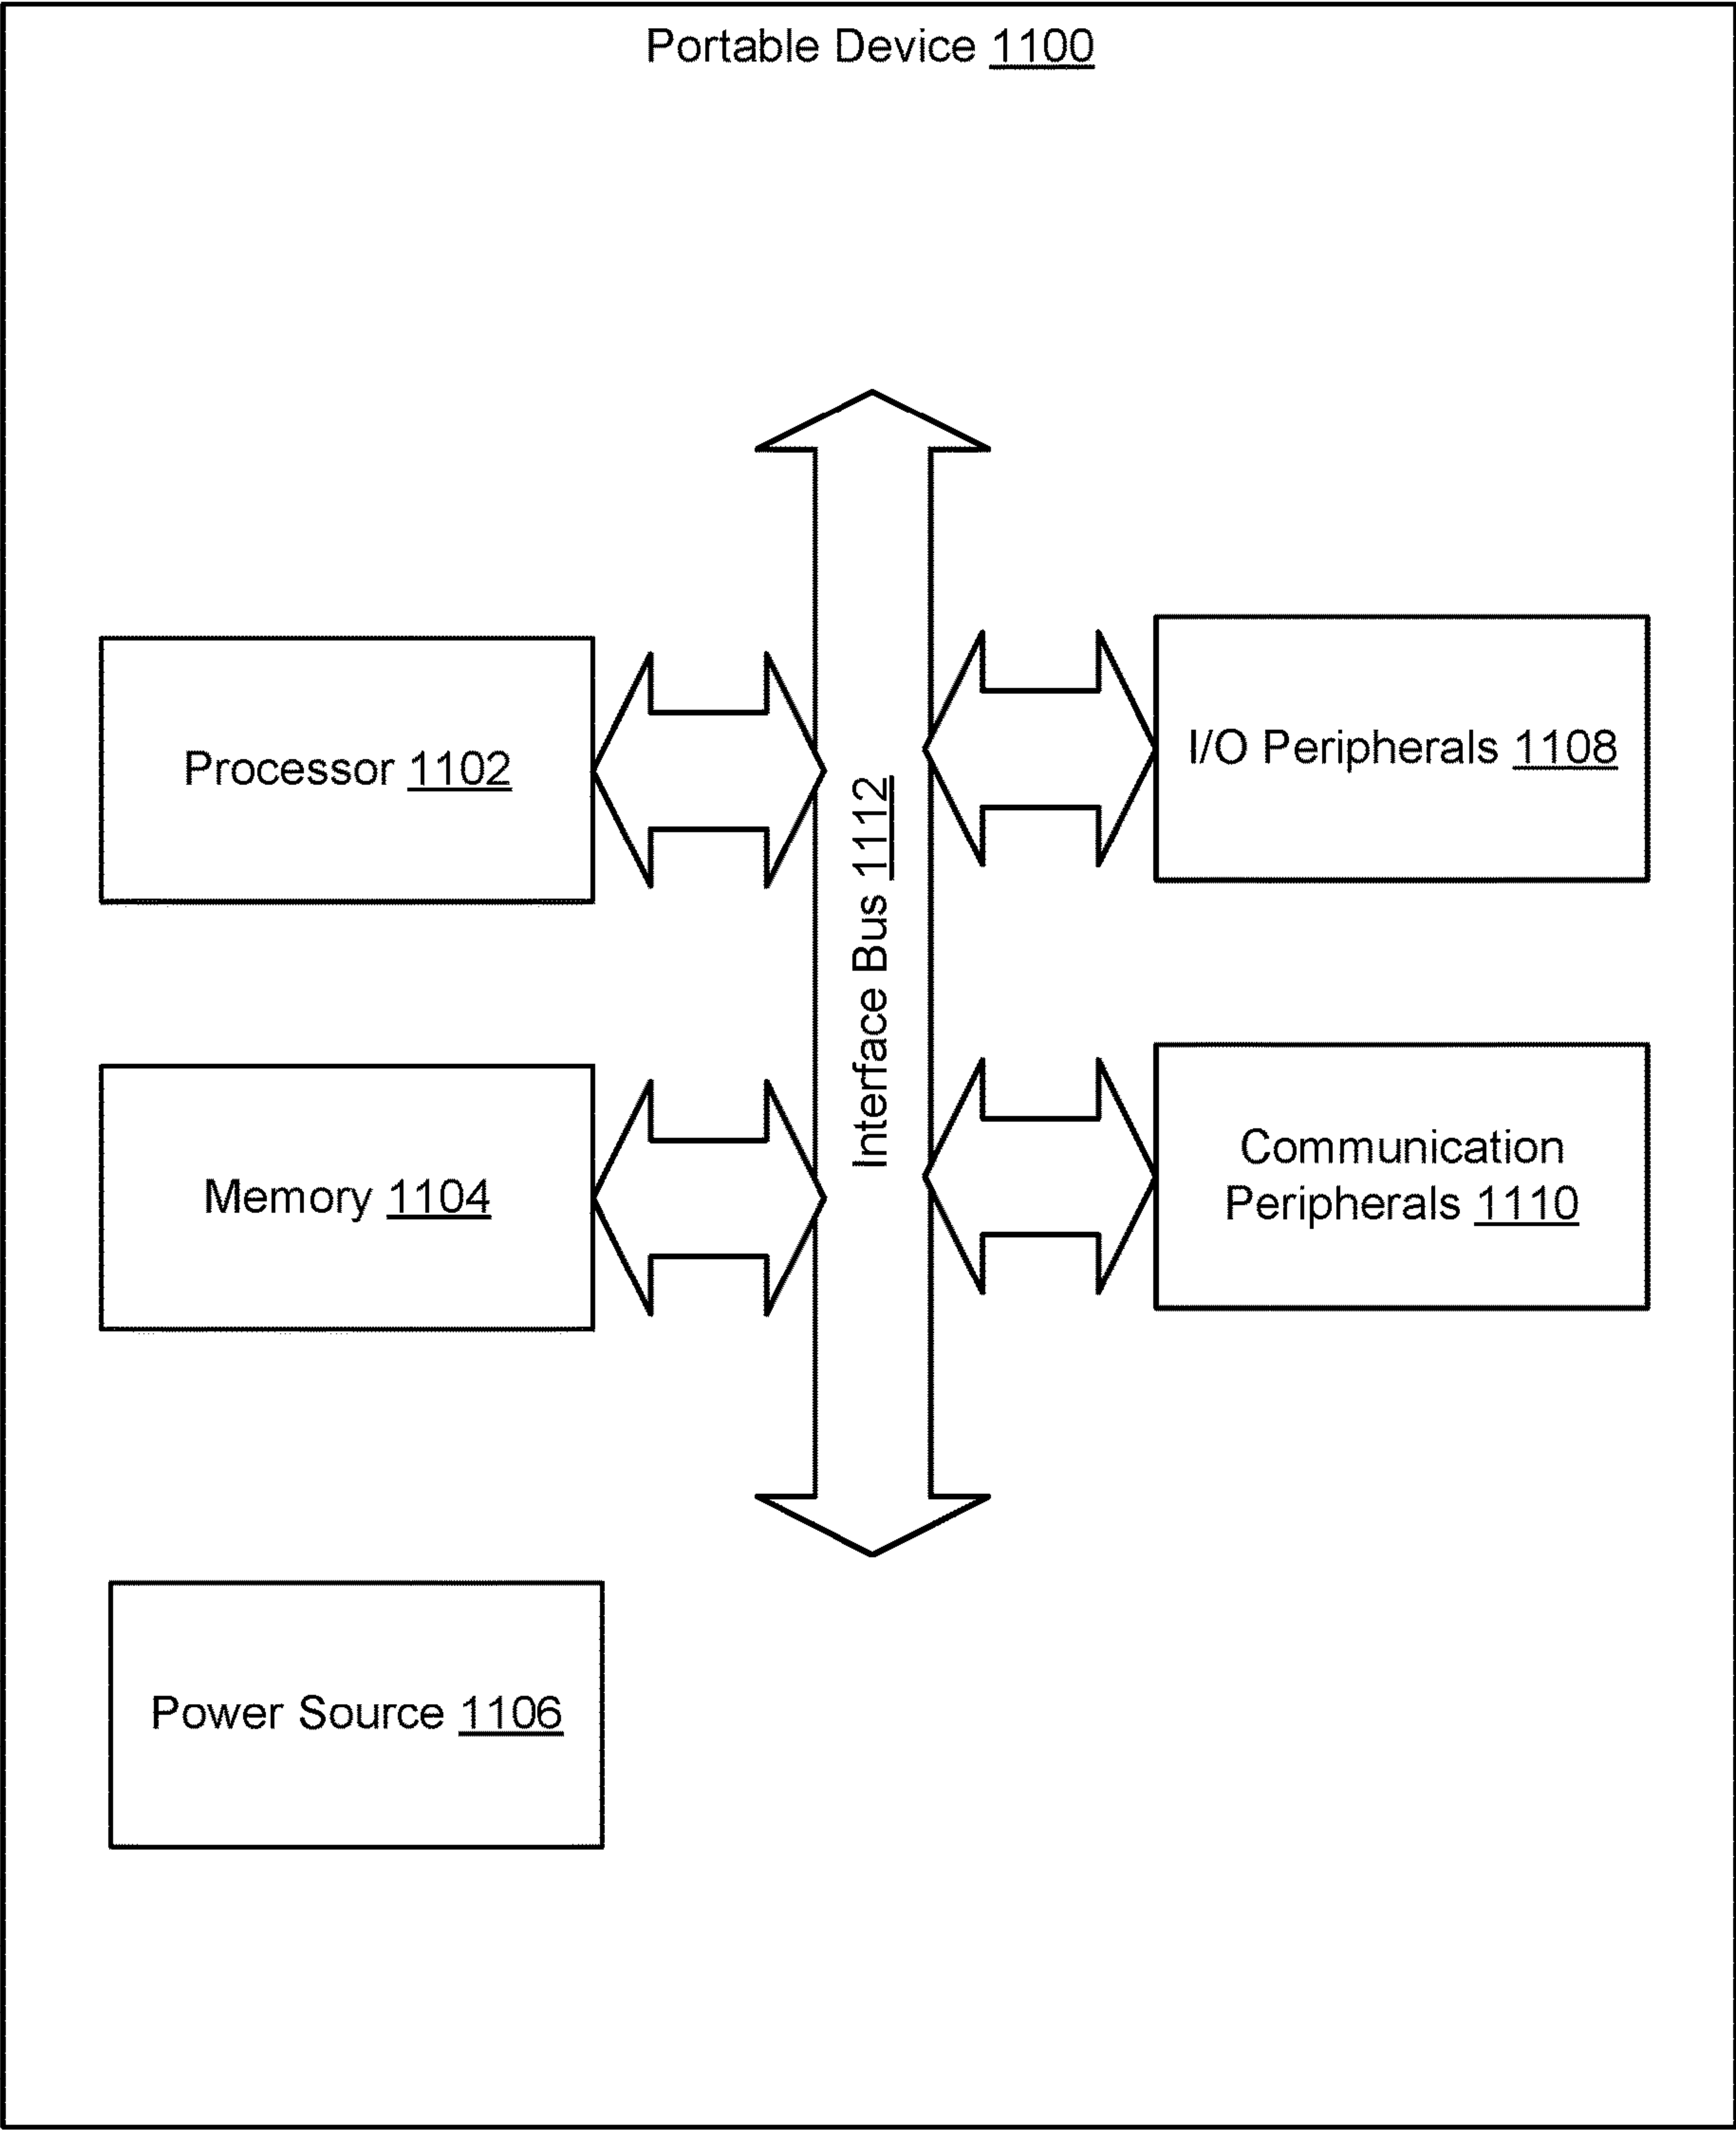 Portable Device 1100
Processor 1102
I/O Peripherals 1108
Interface Bus 1112
Memory 1104
Communication
Peripherals 1110
Power Source 1106